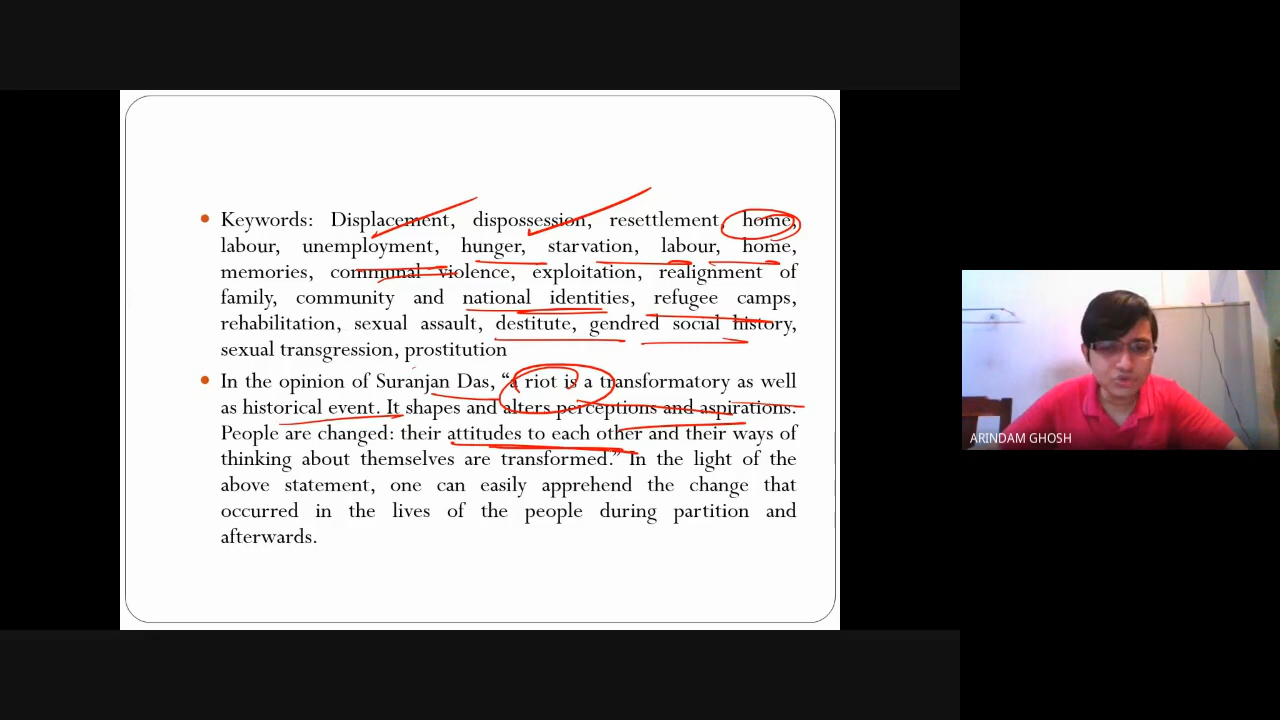 Keywords: Displacement, dispossession, resettlement, home,
labour, unemployment, hunger, starvation, labour, home,
memories, communal violence, exploitation, realignment of
family, community and national identities, refugee camps,
rehabilitation, sexual assault, destitute, gendred social history,
sexual transgression, prostitution
In the opinion of Suranjan Das, “a riot is a transformatory as well
as historical event. It shapes and alters perceptions and aspirations.
People are changed: their attitudes to each other and their ways of
thinking about themselves are transformed.” In the light of the
above statement, one can easily apprehend the change that
occurred in the lives of the people during partition and
afterwards.
ARINDAM GHOSH